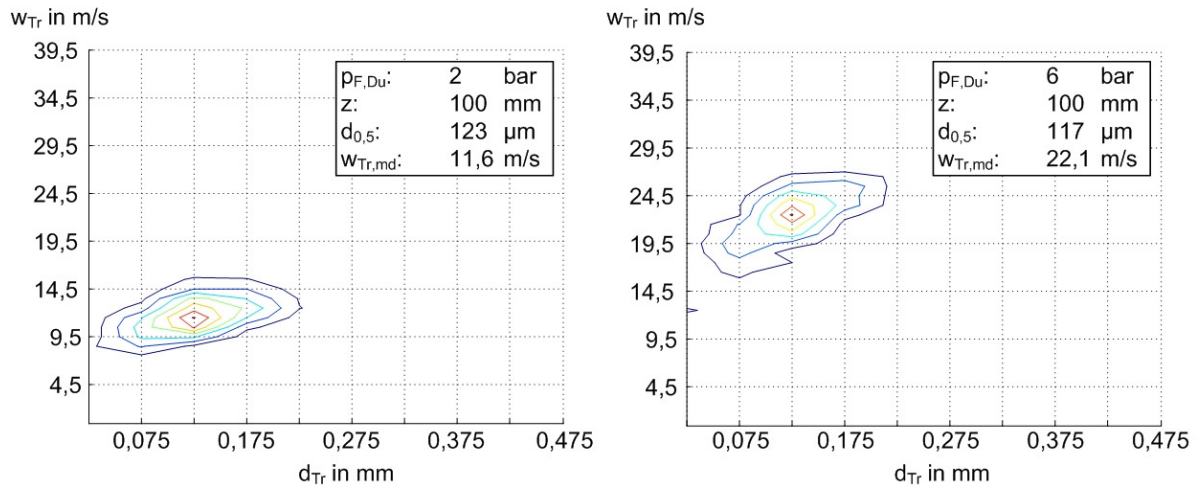 w_Tr in m/s
39,5
34,5
29,5
24,5
19,5
14,5
9,5
4,5
p_F,Du: 2 bar
z: 100 mm
d_0,5: 123 µm
w_Tr,md: 11,6 m/s
0,075 0,175 0,275 0,375 0,475
d_Tr in mm
w_Tr in m/s
39,5
34,5
29,5
24,5
19,5
14,5
9,5
4,5
p_F,Du: 6 bar
z: 100 mm
d_0,5: 117 µm
w_Tr,md: 22,1 m/s
0,075 0,175 0,275 0,375 0,475
d_Tr in mm